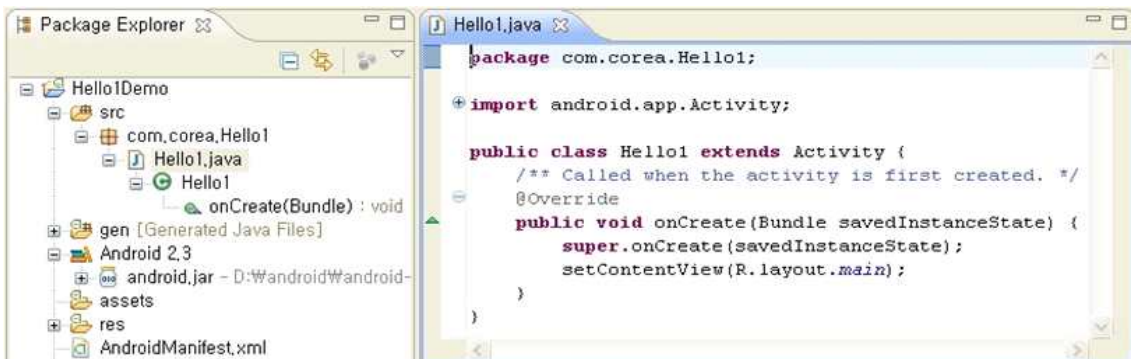 Package Explorer
Hello1Demo
src
com.corea.Hello1
Hello1.java
Hello1
onCreate(Bundle) : void
gen [Generated Java Files]
Android 2.3
android.jar - D:₩android₩android-
assets
res
AndroidManifest.xml
Hello1.java
package com.corea.Hello1;
import android.app.Activity;
public class Hello1 extends Activity {
/** Called when the activity is first created. */
@Override
public void onCreate(Bundle savedInstanceState) {
super.onCreate(savedInstanceState);
setContentView(R.layout.main);
}
}